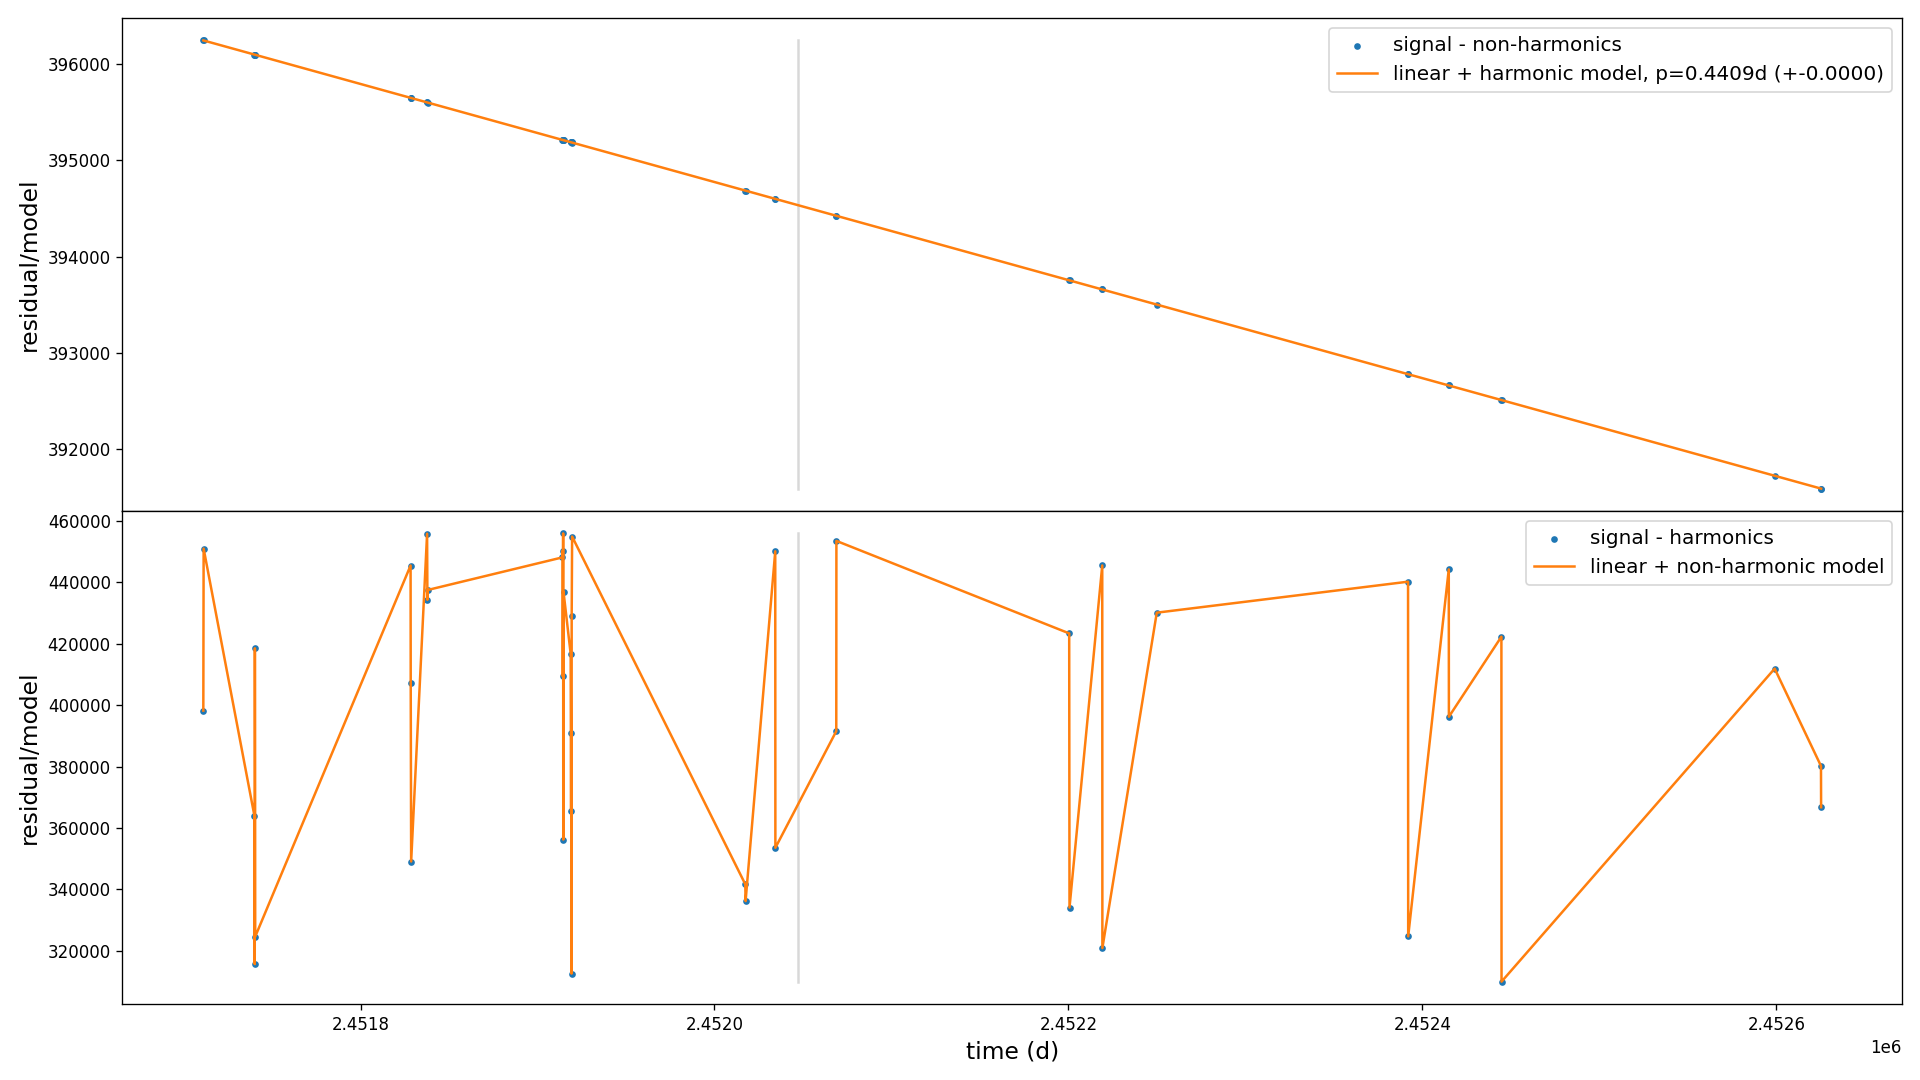 signal - non-harmonics
linear + harmonic model, p=0.4409d (+-0.0000)
396000
395000
394000
393000
392000
residual/model
signal - harmonics
linear + non-harmonic model
460000
440000
420000
400000
380000
360000
340000
320000
residual/model
2.4518
2.4520
2.4522
2.4524
2.4526
time (d)
1e6